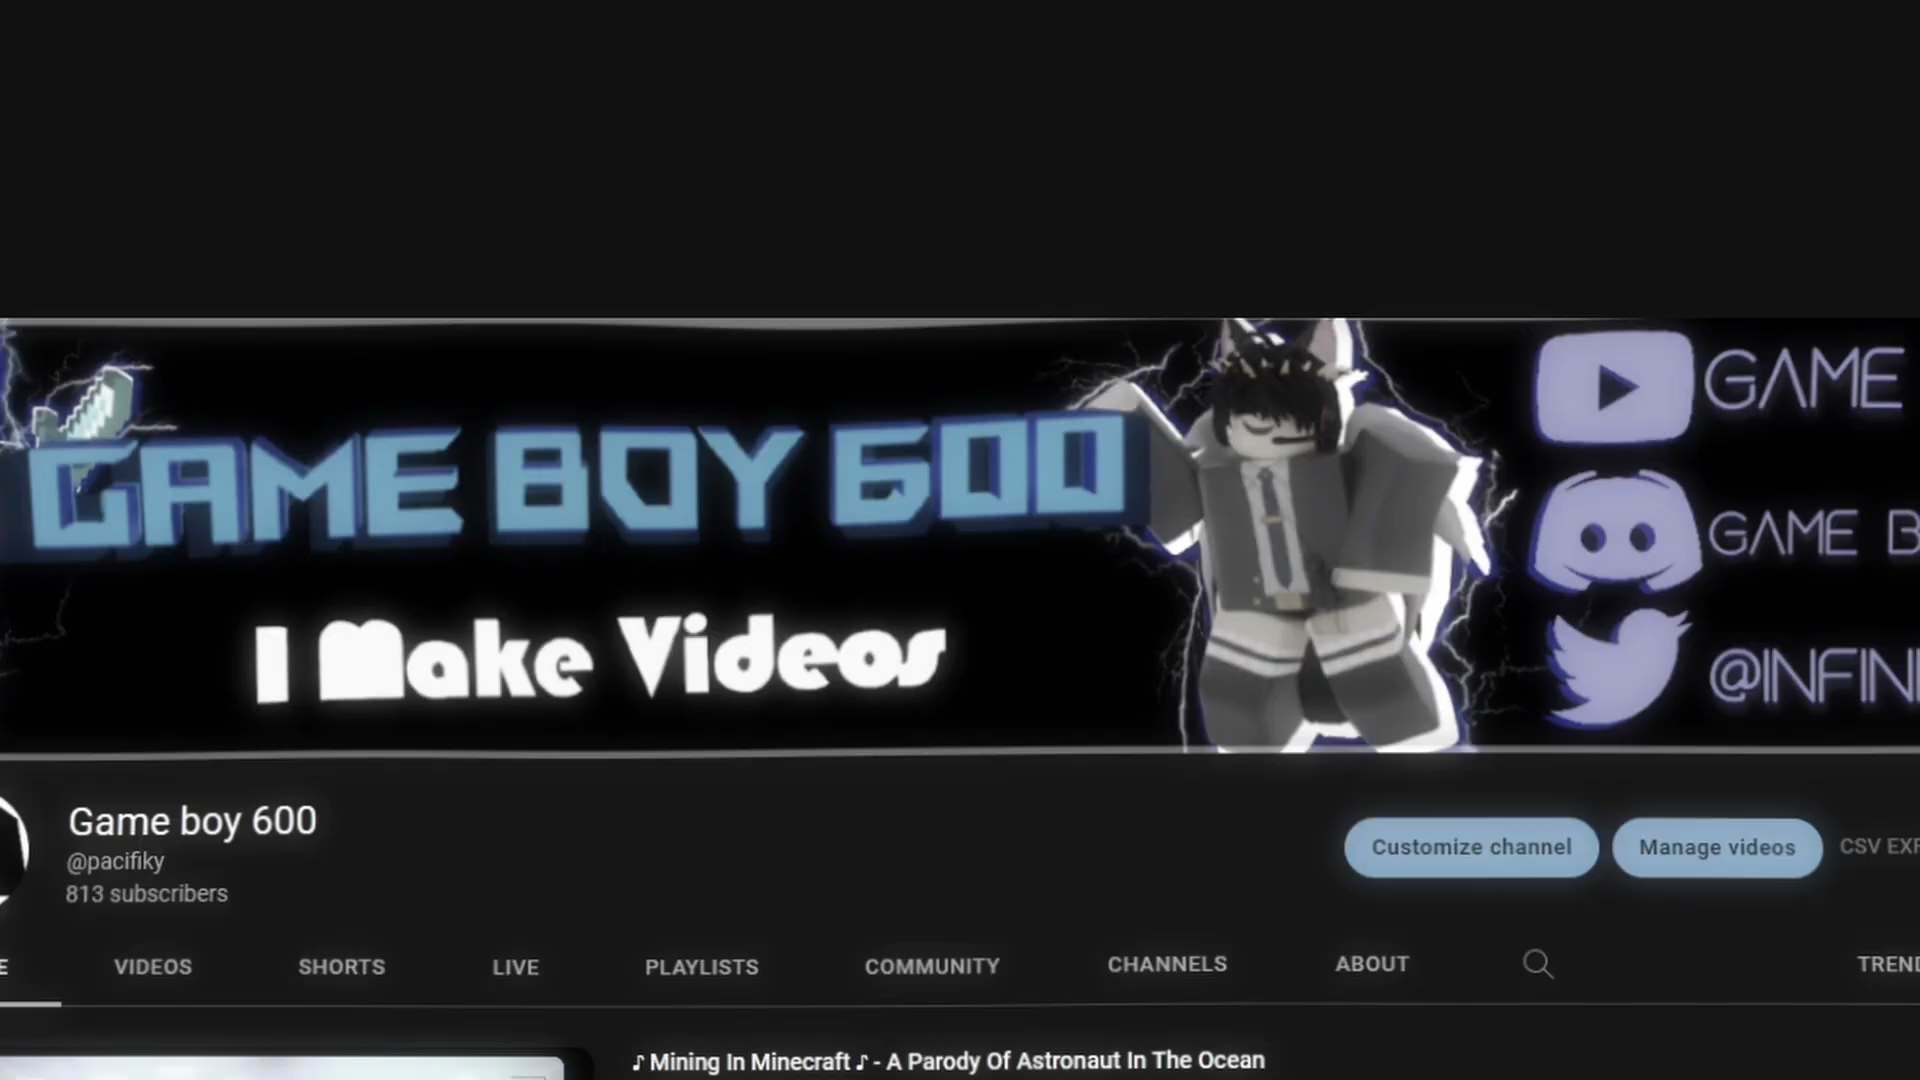 GAME BOY 600
I Make Videos
GAME
GAME B
@INFINI
Game boy 600
@pacifiky
813 subscribers
Customize channel
Manage videos
CSV EXP
VIDEOS
SHORTS
LIVE
PLAYLISTS
COMMUNITY
CHANNELS
ABOUT
TREND
♪ Mining In Minecraft ♪ - A Parody Of Astronaut In The Ocean